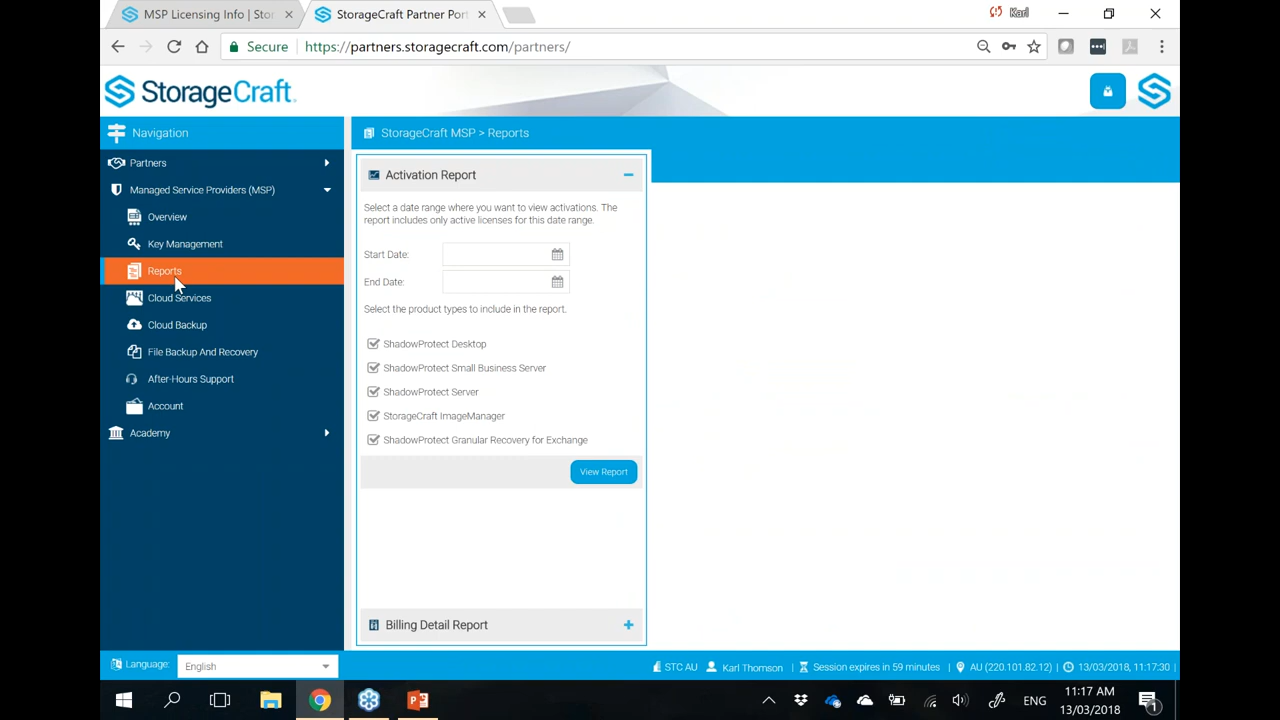 MSP Licensing Info | Stor
StorageCraft Partner Port
Karl
Secure
https://partners.storagecraft.com/partners/
StorageCraft.
Navigation
StorageCraft MSP > Reports
Partners
Managed Service Providers (MSP)
Overview
Key Management
Reports
Cloud Services
Cloud Backup
File Backup And Recovery
After-Hours Support
Account
Academy
Activation Report
Select a date range where you want to view activations. The
report includes only active licenses for this date range.
Start Date:
End Date:
Select the product types to include in the report.
ShadowProtect Desktop
ShadowProtect Small Business Server
ShadowProtect Server
StorageCraft ImageManager
ShadowProtect Granular Recovery for Exchange
View Report
Billing Detail Report
Language:
English
STC AU
Karl Thomson
Session expires in 59 minutes
AU (220.101.82.12)
13/03/2018, 11:17:30
ENG
11:17 AM
13/03/2018
1